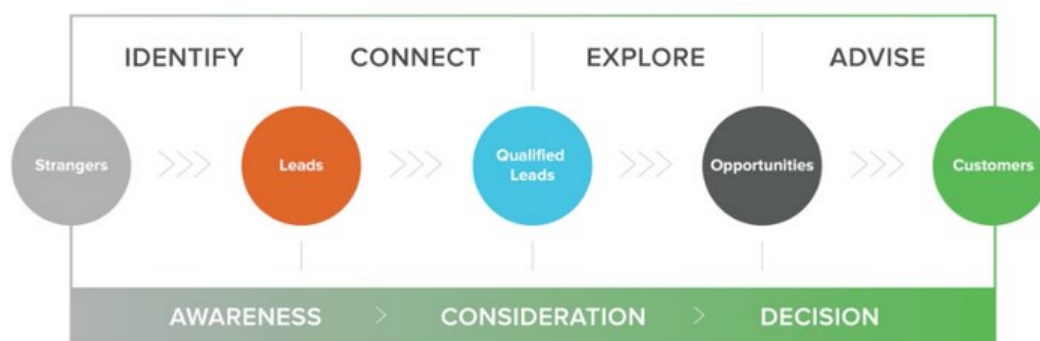 IDENTIFY CONNECT EXPLORE ADVISE
Strangers Leads Qualified Leads Opportunities Customers
AWARENESS > CONSIDERATION > DECISION